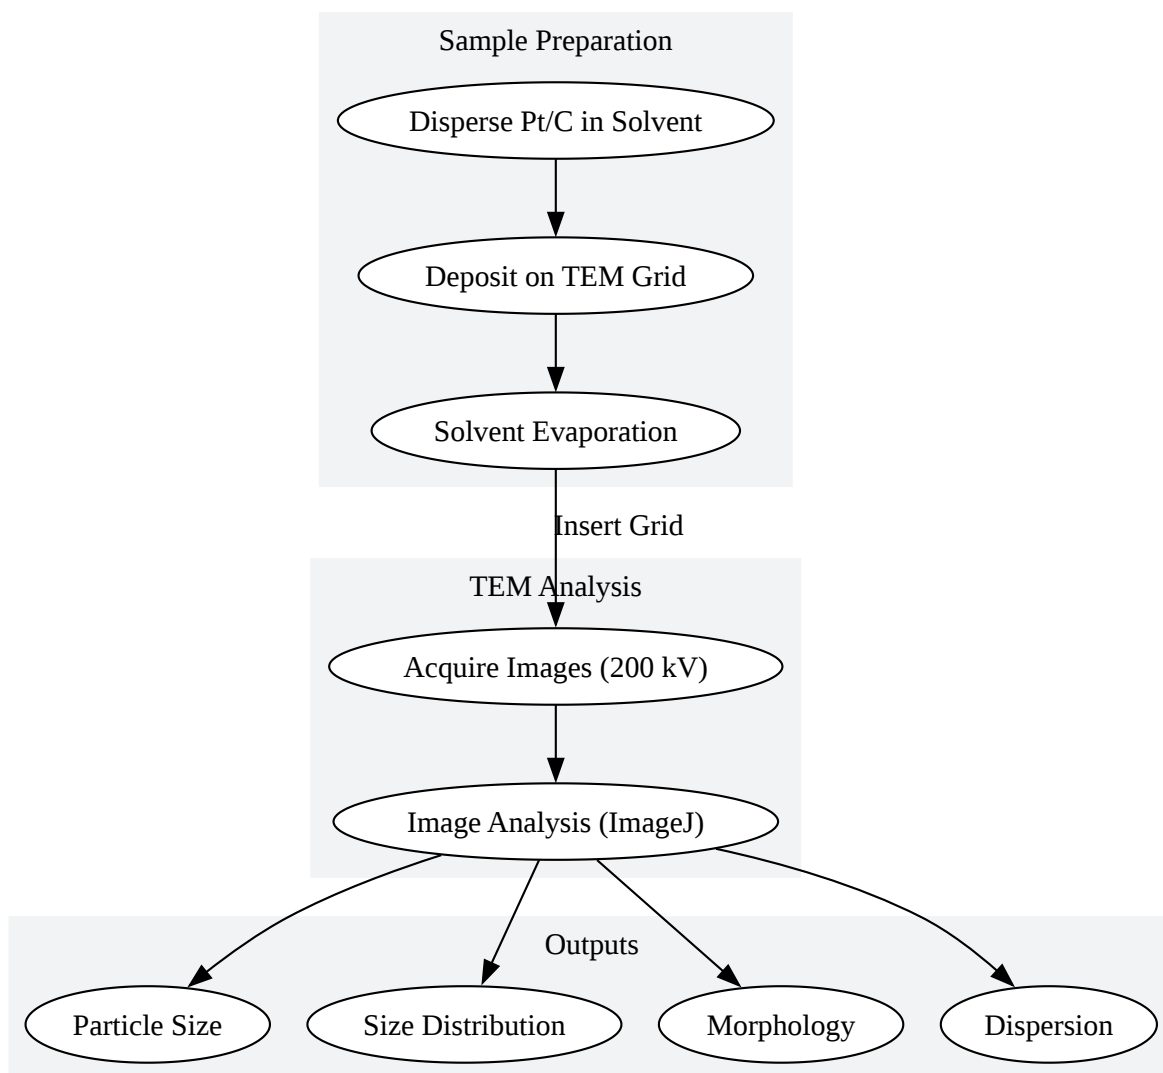 Sample Preparation
Disperse Pt/C in Solvent
Deposit on TEM Grid
Solvent Evaporation
Insert Grid
TEM Analysis
Acquire Images (200 kV)
Image Analysis (ImageJ)
Outputs
Particle Size
Size Distribution
Morphology
Dispersion